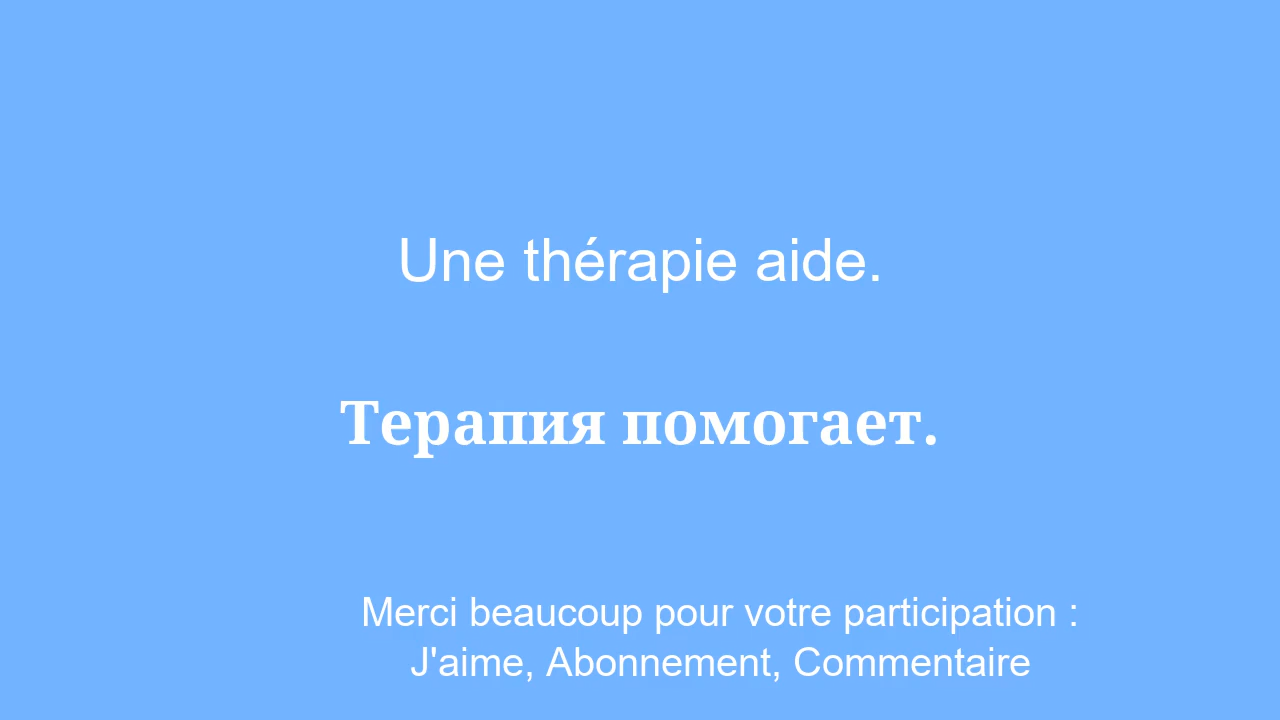 Une thérapie aide.
Терапия помогает.
Merci beaucoup pour votre participation :
J'aime, Abonnement, Commentaire